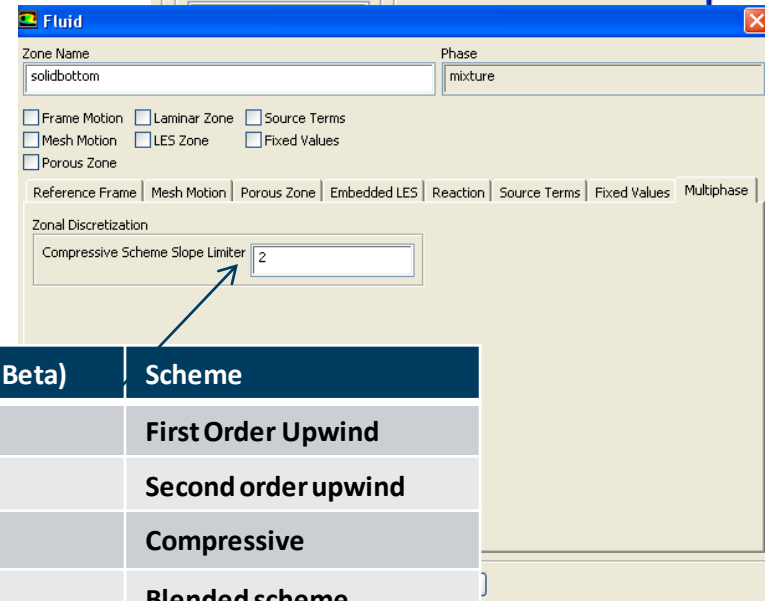 Fluid
Zone Name Phase
solidbottom mixture
Frame Motion Laminar Zone Source Terms
Mesh Motion LES Zone Fixed Values
Porous Zone
Reference Frame Mesh Motion Porous Zone Embedded LES Reaction Source Terms Fixed Values Multiphase
Zonal Discretization
Compressive Scheme Slope Limiter 2
Beta) Scheme
First Order Upwind
Second order upwind
Compressive
Blended scheme